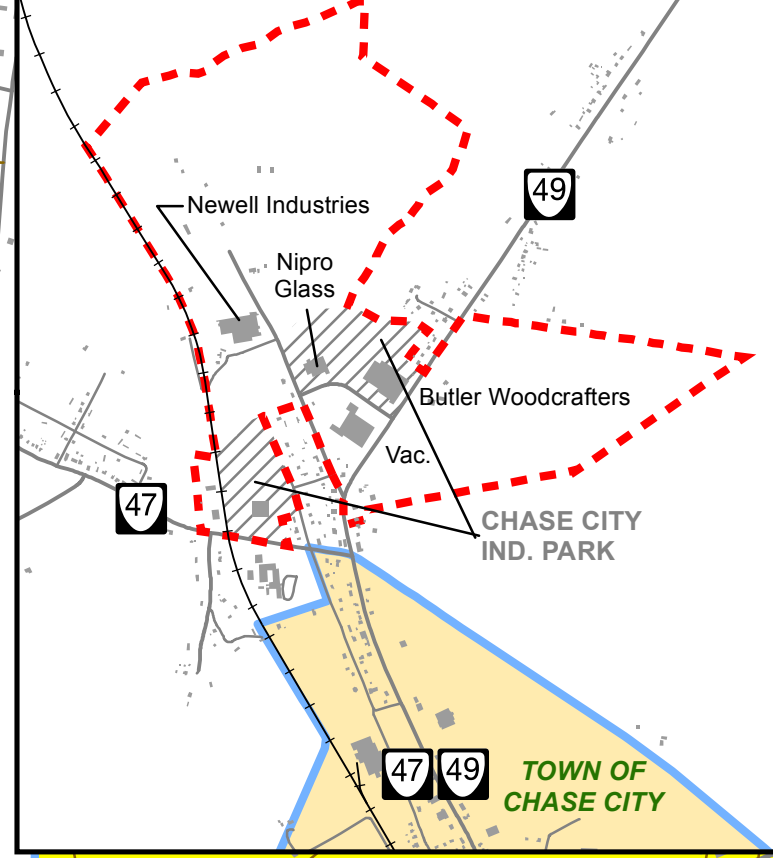 49
Newell Industries
Nipro
Glass
Butler Woodcrafters
Vac.
47
CHASE CITY
IND. PARK
47
49
TOWN OF
CHASE CITY